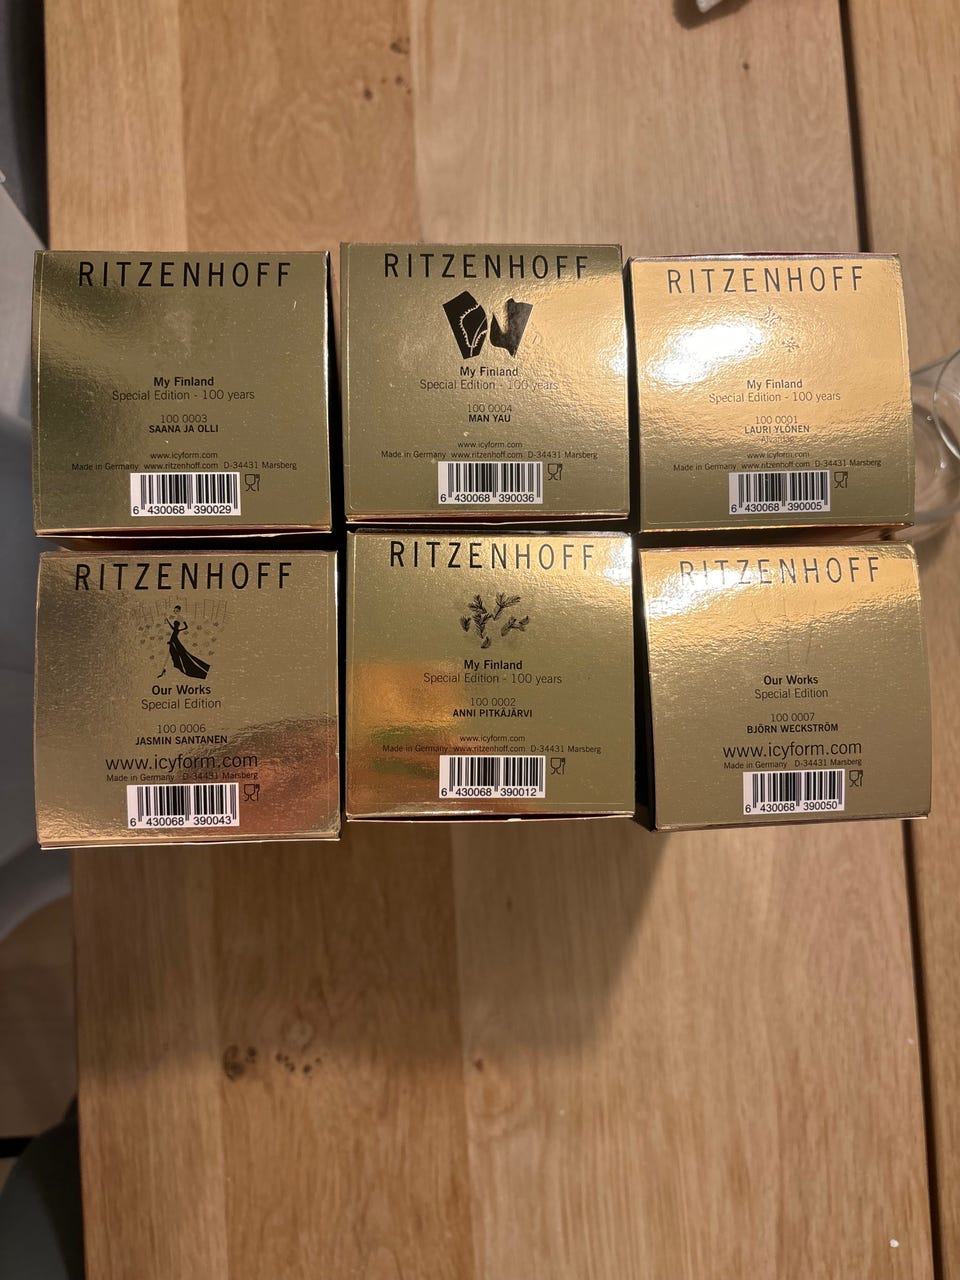 RITZENHOFF
My Finland
Special Edition - 100 years
100 0003
SAANA JA OLLI
www.icyform.com
Made in Germany www.ritzenhoff.com D-34431 Marsberg
6 430068 390029
RITZENHOFF
My Finland
Special Edition - 100 years
100 0004
MAN YAU
www.icyform.com
Made in Germany www.ritzenhoff.com D-34431 Marsberg
6 430068 390036
RITZENHOFF
My Finland
Special Edition - 100 years
100 0001
LAURI YLÖNEN
www.icyform.com
Made in Germany www.ritzenhoff.com D-34431 Marsberg
6 430068 390005
RITZENHOFF
Our Works
Special Edition
100 0006
JASMIN SANTANEN
www.icyform.com
Made in Germany D-34431 Marsberg
6 430068 390043
RITZENHOFF
My Finland
Special Edition - 100 years
100 0002
ANNI PITKÄJÄRVI
www.icyform.com
Made in Germany www.ritzenhoff.com D-34431 Marsberg
6 430068 390012
RITZENHOFF
Our Works
Special Edition
100 0007
BJÖRN WECKSTRÖM
www.icyform.com
Made in Germany D-34431 Marsberg
6 430068 390050